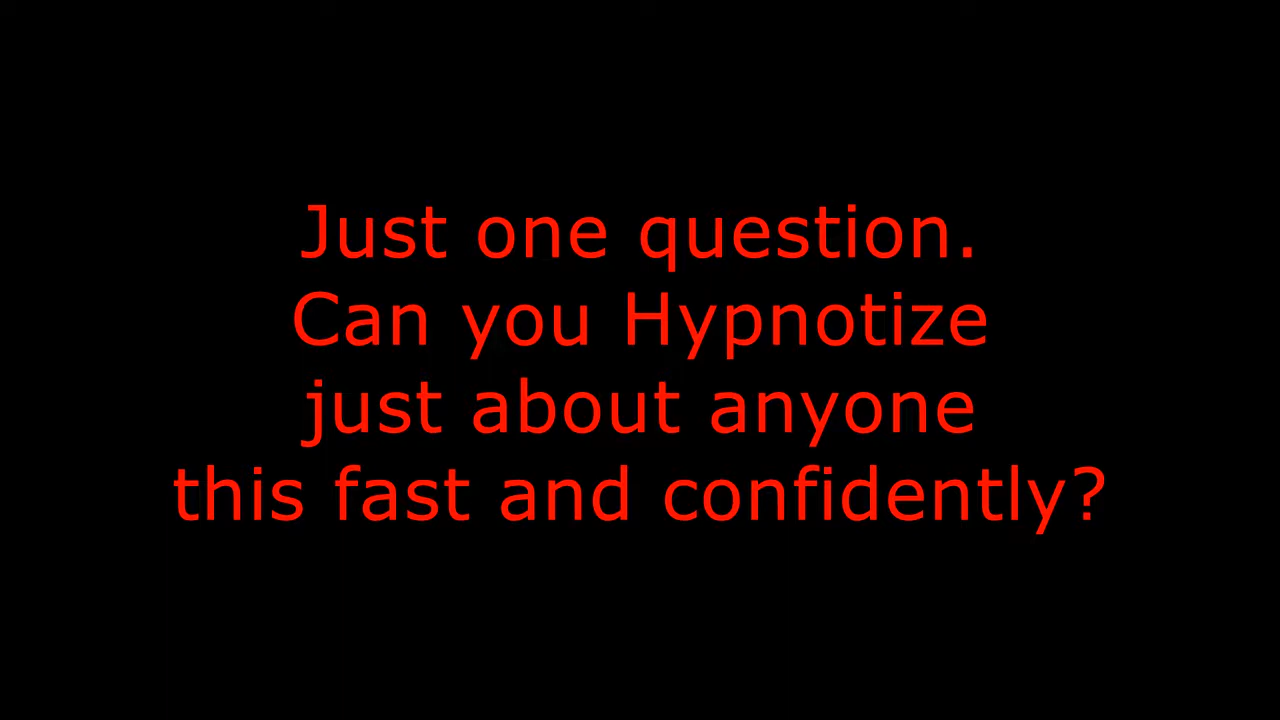 Just one question.
Can you Hypnotize
just about anyone
this fast and confidently?